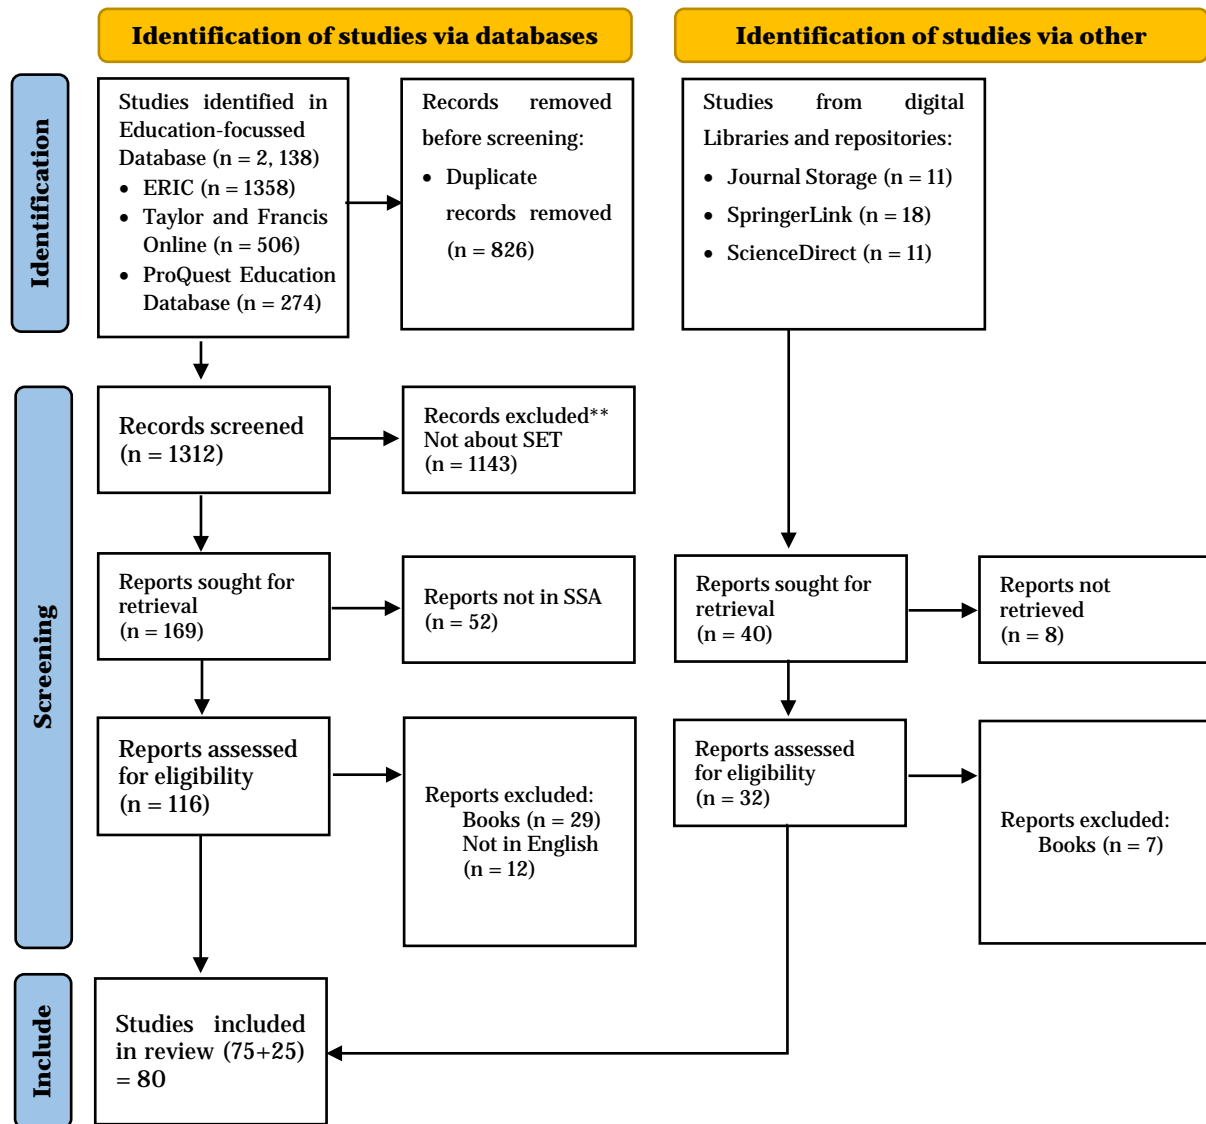 Identification of studies via databases
Identification of studies via other
Identification
Studies identified in
Education-focussed
Database (n = 2, 138)
• ERIC (n = 1358)
• Taylor and Francis
Online (n = 506)
• ProQuest Education
Database (n = 274)
Records removed
before screening:
• Duplicate
records removed
(n = 826)
Studies from digital
Libraries and repositories:
• Journal Storage (n = 11)
• SpringerLink (n = 18)
• ScienceDirect (n = 11)
Screening
Records screened
(n = 1312)
Records excluded**
Not about SET
(n = 1143)
Reports sought for
retrieval
(n = 169)
Reports not in SSA
(n = 52)
Reports sought for
retrieval
(n = 40)
Reports not
retrieved
(n = 8)
Reports assessed
for eligibility
(n = 116)
Reports excluded:
Books (n = 29)
Not in English
(n = 12)
Reports assessed
for eligibility
(n = 32)
Reports excluded:
Books (n = 7)
Include
Studies included
in review (75+25)
= 80